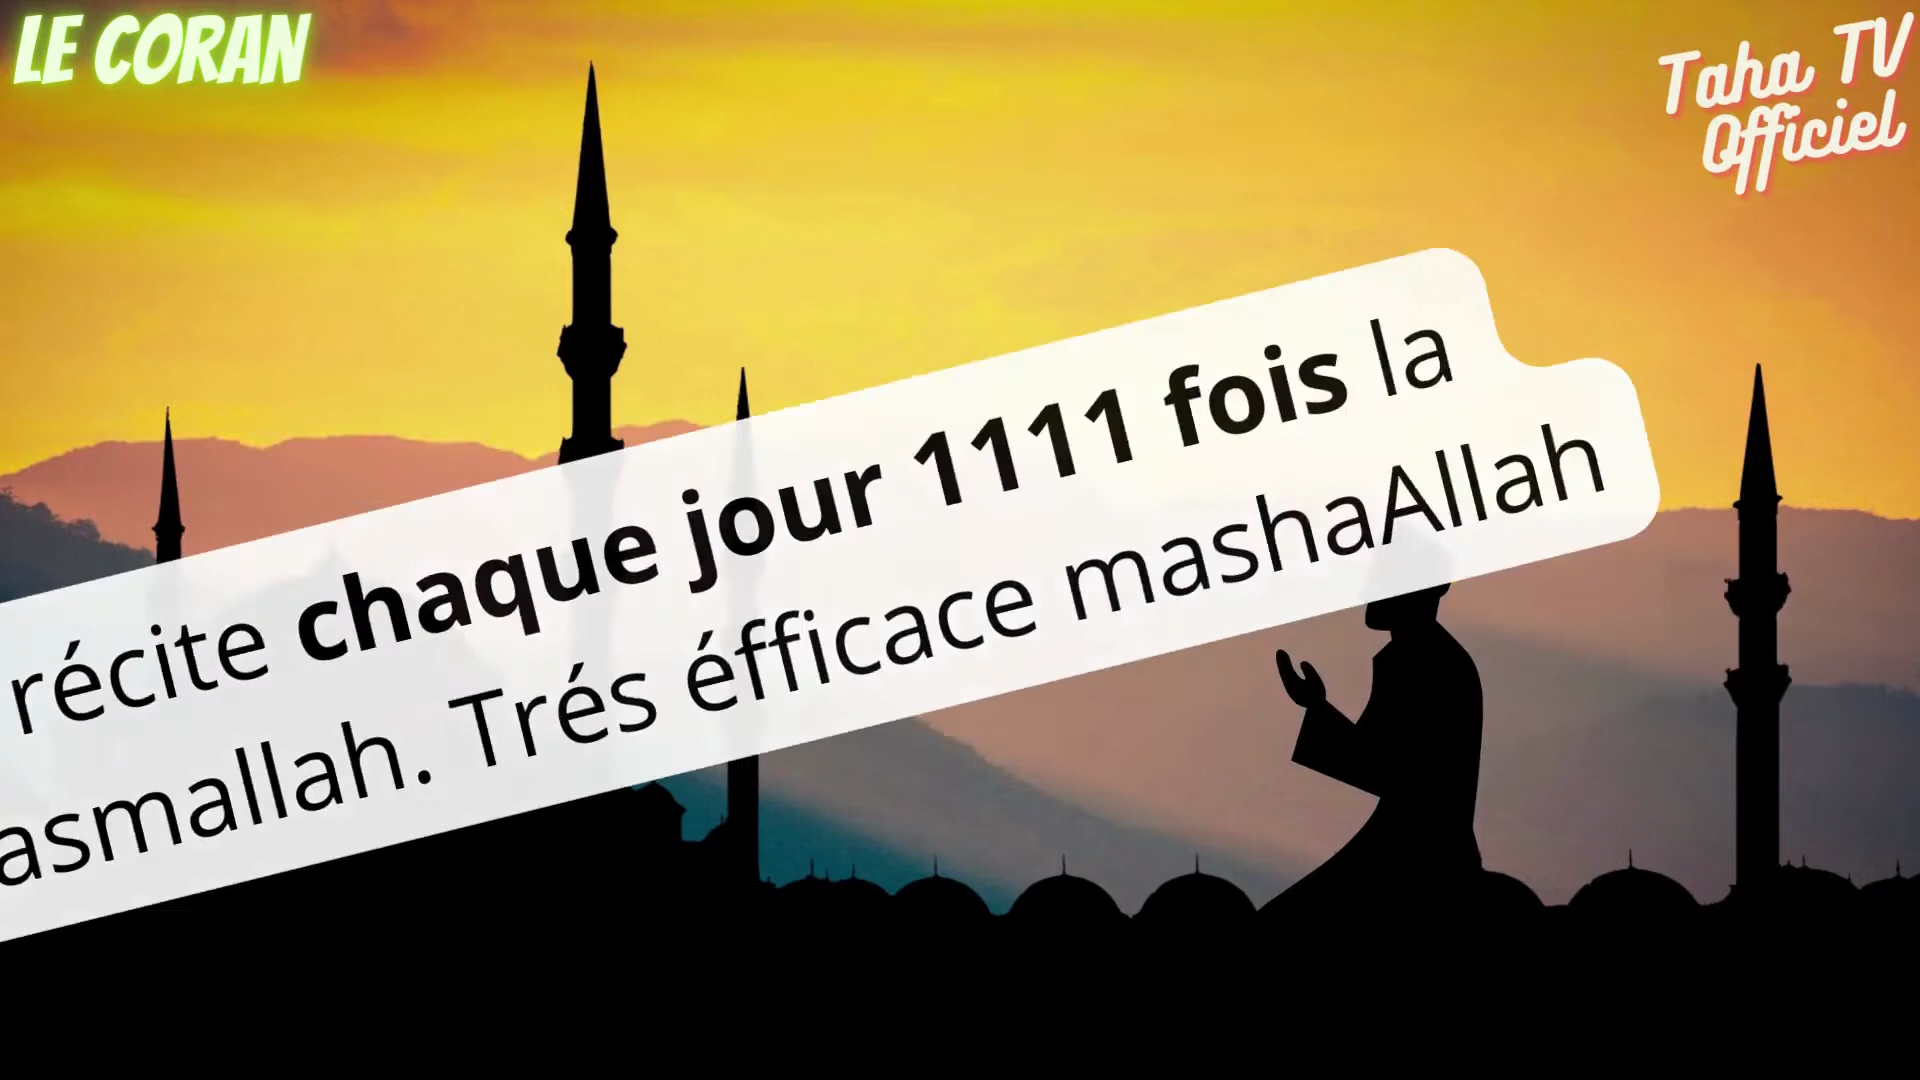 LE CORAN
Taha TV
Officiel
récite chaque jour 1111 fois la
asmallah. Trés éfficace mashaAllah